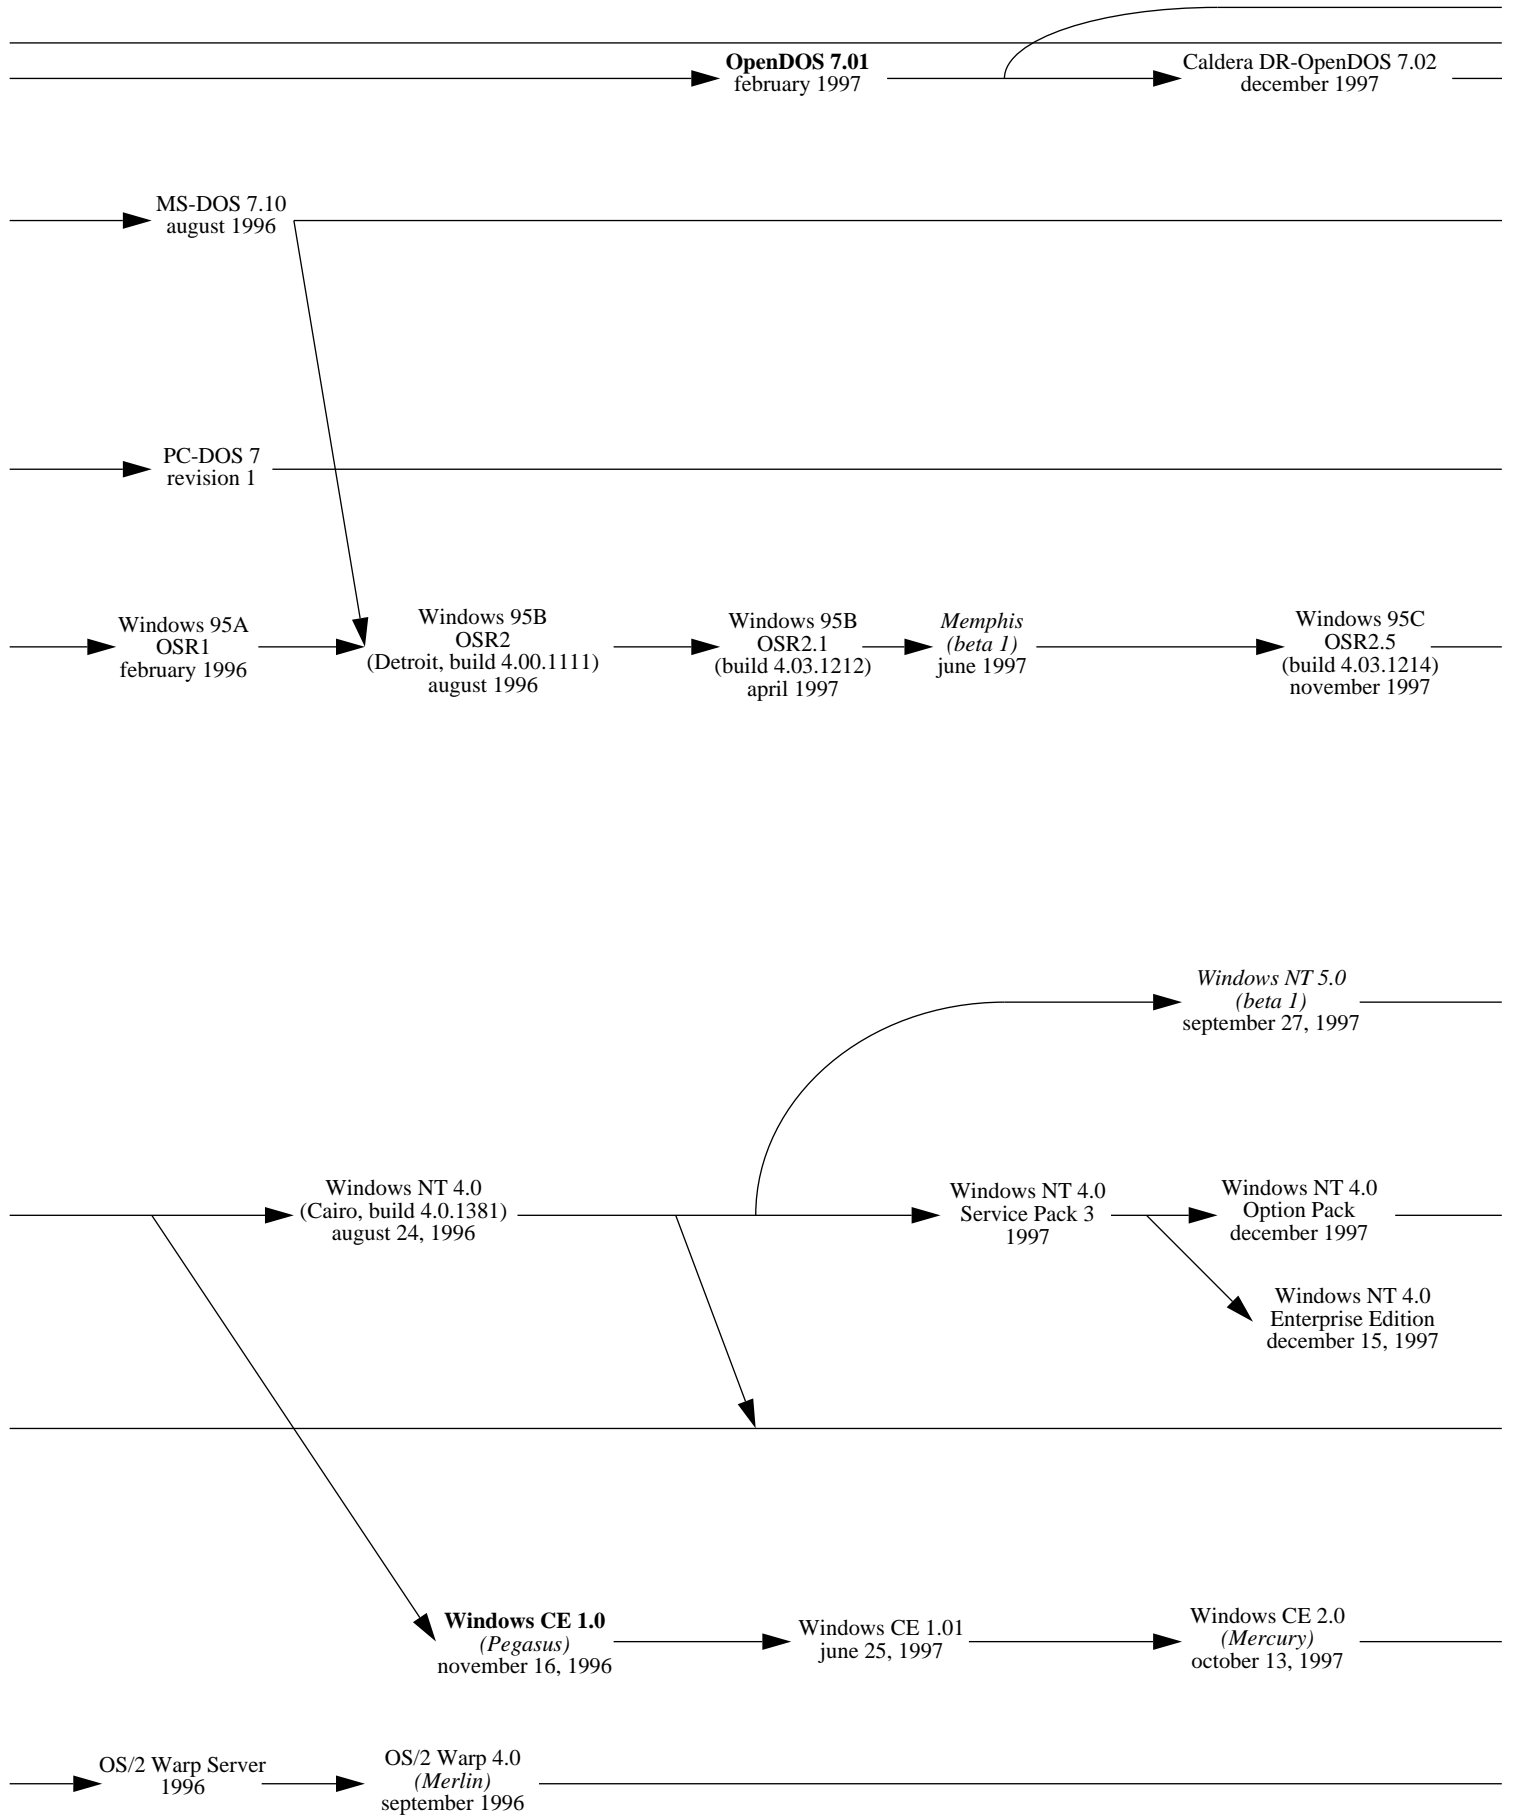 OpenDOS 7.01
february 1997
Caldera DR-OpenDOS 7.02
december 1997
MS-DOS 7.10
august 1996
PC-DOS 7
revision 1
Windows 95A
OSR1
february 1996
Windows 95B
OSR2
(Detroit, build 4.00.1111)
august 1996
Windows 95B
OSR2.1
(build 4.03.1212)
april 1997
Memphis
(beta 1)
june 1997
Windows 95C
OSR2.5
(build 4.03.1214)
november 1997
Windows NT 5.0
(beta 1)
september 27, 1997
Windows NT 4.0
(Cairo, build 4.0.1381)
august 24, 1996
Windows NT 4.0
Service Pack 3
1997
Windows NT 4.0
Option Pack
december 1997
Windows NT 4.0
Enterprise Edition
december 15, 1997
Windows CE 1.0
(Pegasus)
november 16, 1996
Windows CE 1.01
june 25, 1997
Windows CE 2.0
(Mercury)
october 13, 1997
OS/2 Warp Server
1996
OS/2 Warp 4.0
(Merlin)
september 1996